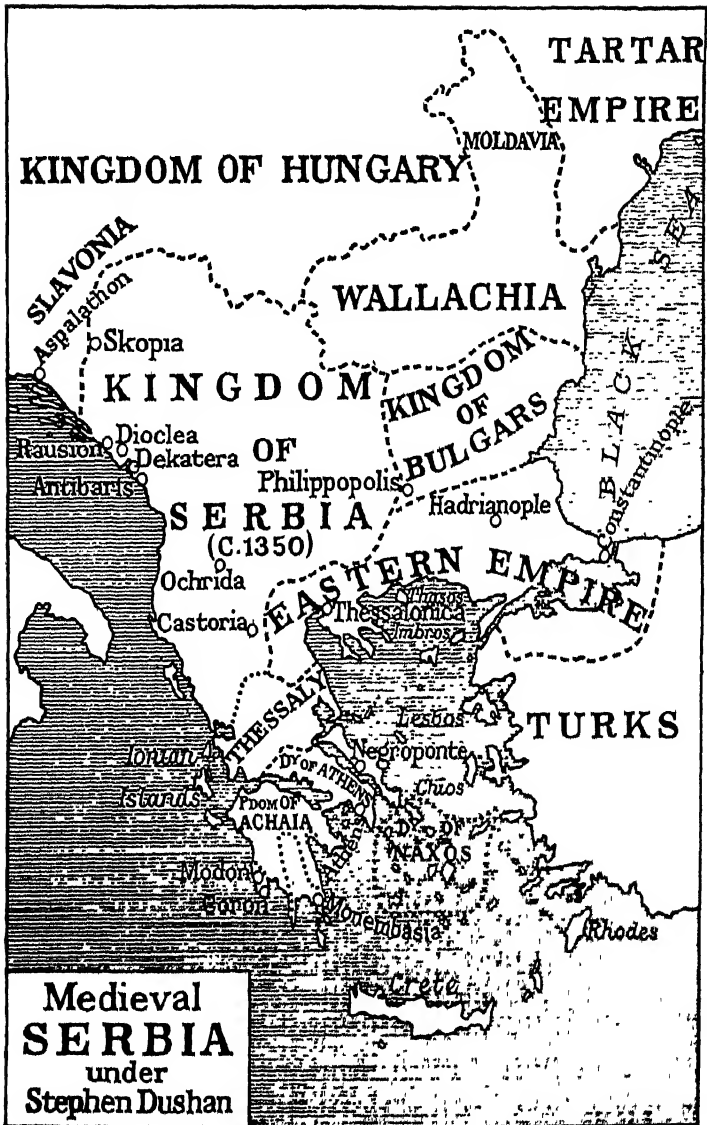 TARTAR
EMPIRE
MOLDAVIA
KINGDOM OF HUNGARY
SLAVONIA
Aspalathon
WALLACHIA
BLACK SEA
Skopia
KINGDOM
OF
SERBIA
(C.1350)
KINGDOM
OF
BULGARS
Dioclea
Rausion
Dekatera
Antibaris
Philippopolis
Hadrianople
Constantinople
Ochrida
EASTERN EMPIRE
Castoria
Thessalonica
Thasos
Imbros
THESSALY
Lesbos
TURKS
Ionian
Islands
Negroponte
DY OF ATHENS
Chios
PDOM OF
ACHAIA
Athens
DY OF
NAXOS
Modon
Coron
Monembasia
Rhodes
Crete
Medieval
SERBIA
under
Stephen Dushan